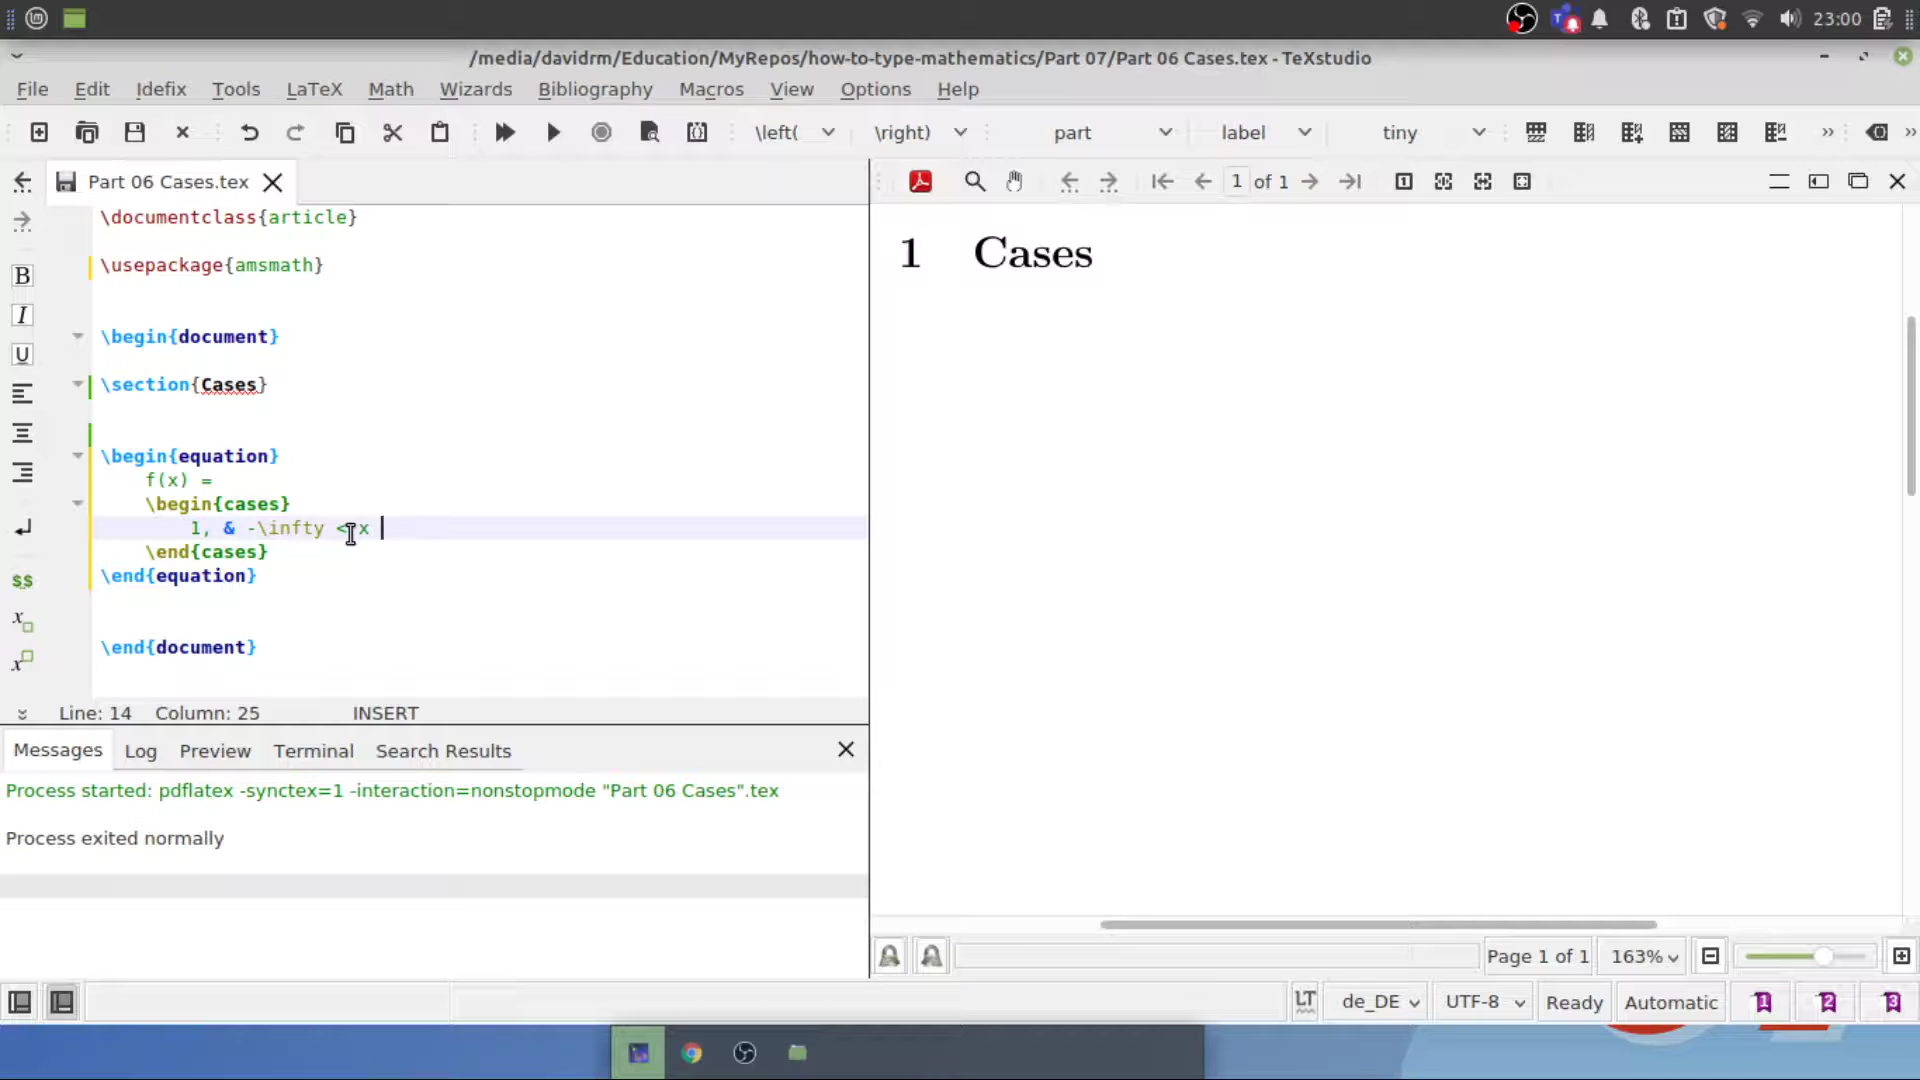 23:00
/media/davidrm/Education/MyRepos/how-to-type-mathematics/Part 07/Part 06 Cases.tex - TeXstudio
File Edit Idefix Tools LaTeX Math Wizards Bibliography Macros View Options Help
\left( \right) part label tiny
Part 06 Cases.tex
1 of 1
\documentclass{article}
\usepackage{amsmath}
\begin{document}
\section{Cases}
\begin{equation}
f(x) =
\begin{cases}
1, & -\infty < x
\end{cases}
\end{equation}
\end{document}
1 Cases
B
I
U
$$
x
x
Line: 14 Column: 25 INSERT
Messages Log Preview Terminal Search Results
Process started: pdflatex -synctex=1 -interaction=nonstopmode "Part 06 Cases".tex
Process exited normally
Page 1 of 1 163%
LT de_DE UTF-8 Ready Automatic 1 2 3